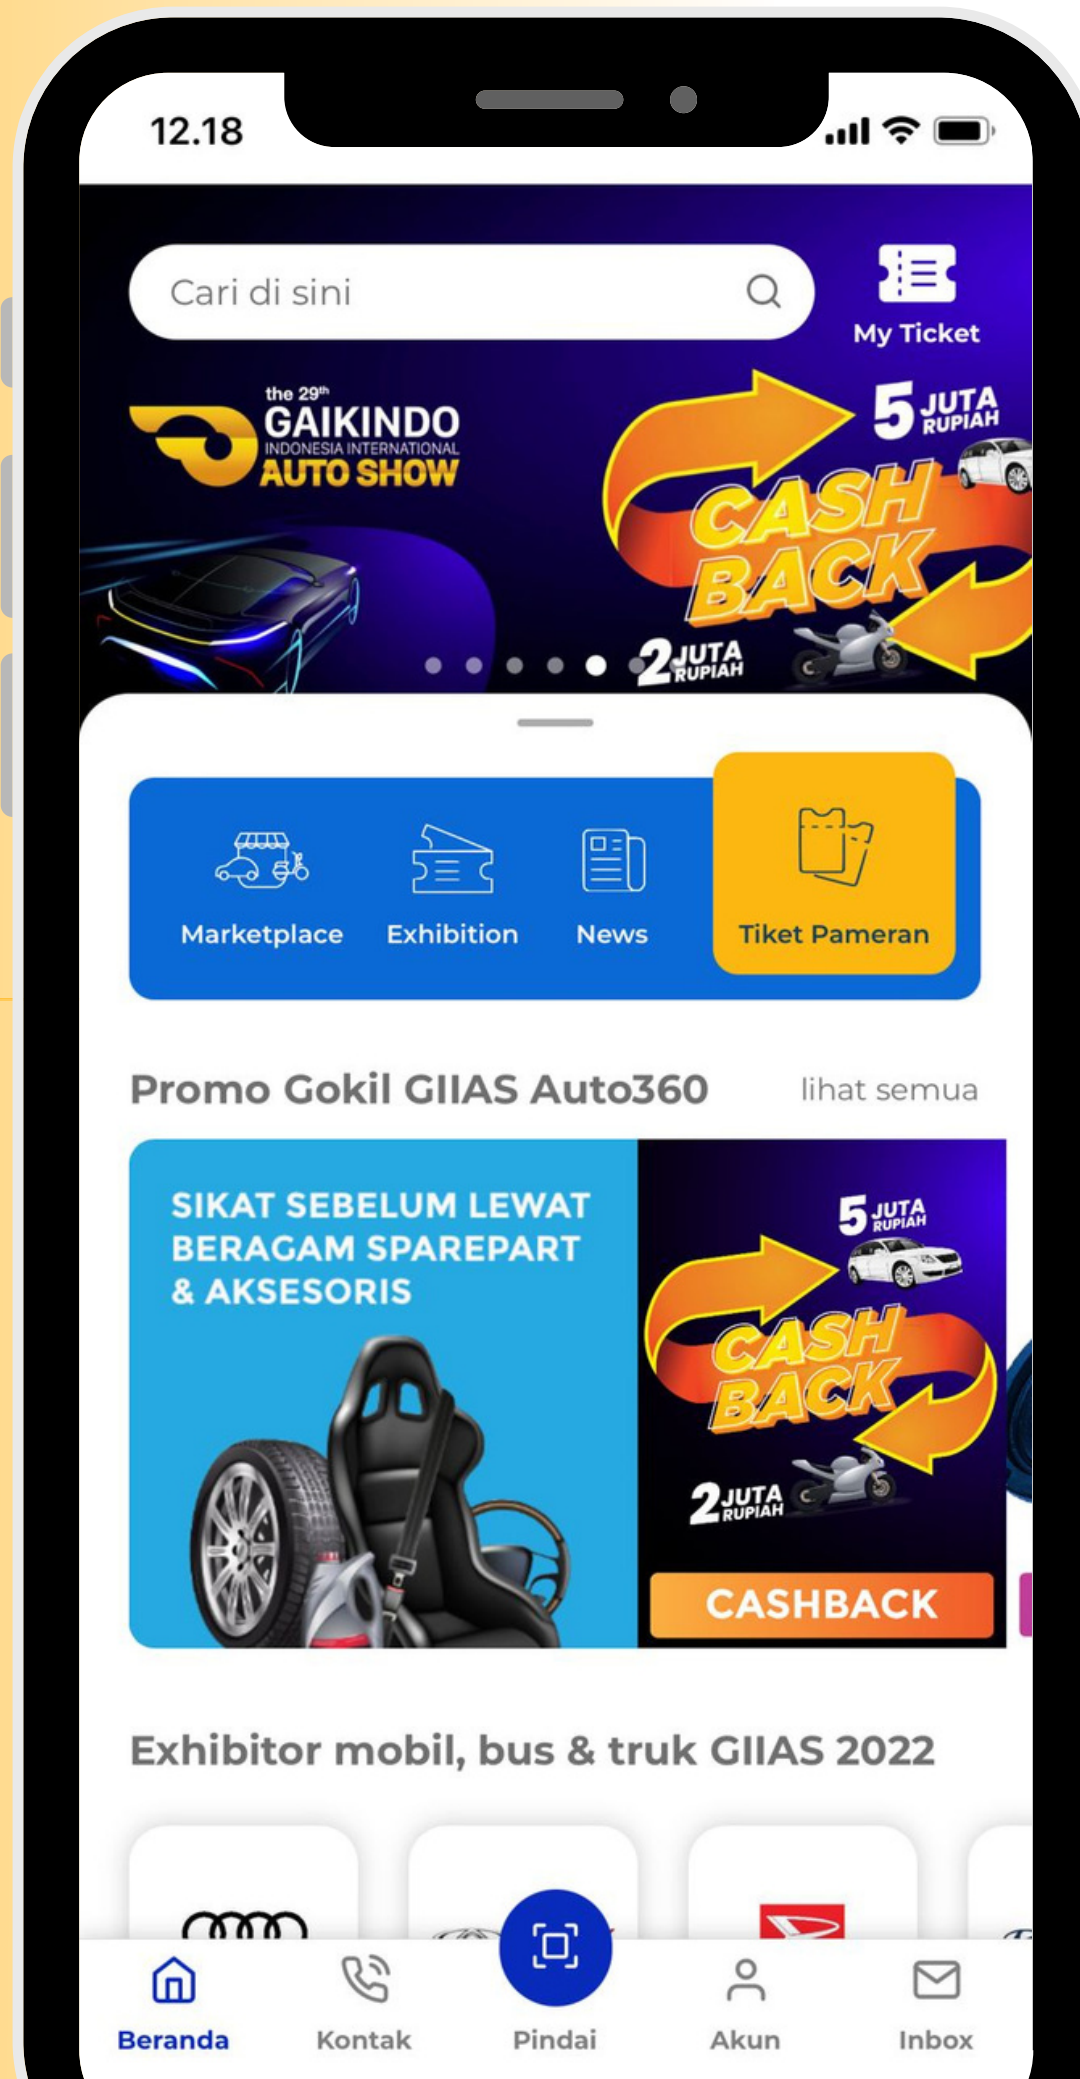 12.18
Cari di sini
My Ticket
the 29th
GAIKINDO
INDONESIA INTERNATIONAL
AUTO SHOW
5 JUTA
RUPIAH
CASH
BACK
2 JUTA
RUPIAH
Marketplace
Exhibition
News
Tiket Pameran
Promo Gokil GIIAS Auto360
lihat semua
SIKAT SEBELUM LEWAT
BERAGAM SPAREPART
& AKSESORIS
5 JUTA
RUPIAH
CASH
BACK
2 JUTA
RUPIAH
CASHBACK
Exhibitor mobil, bus & truk GIIAS 2022
Beranda
Kontak
Pindai
Akun
Inbox